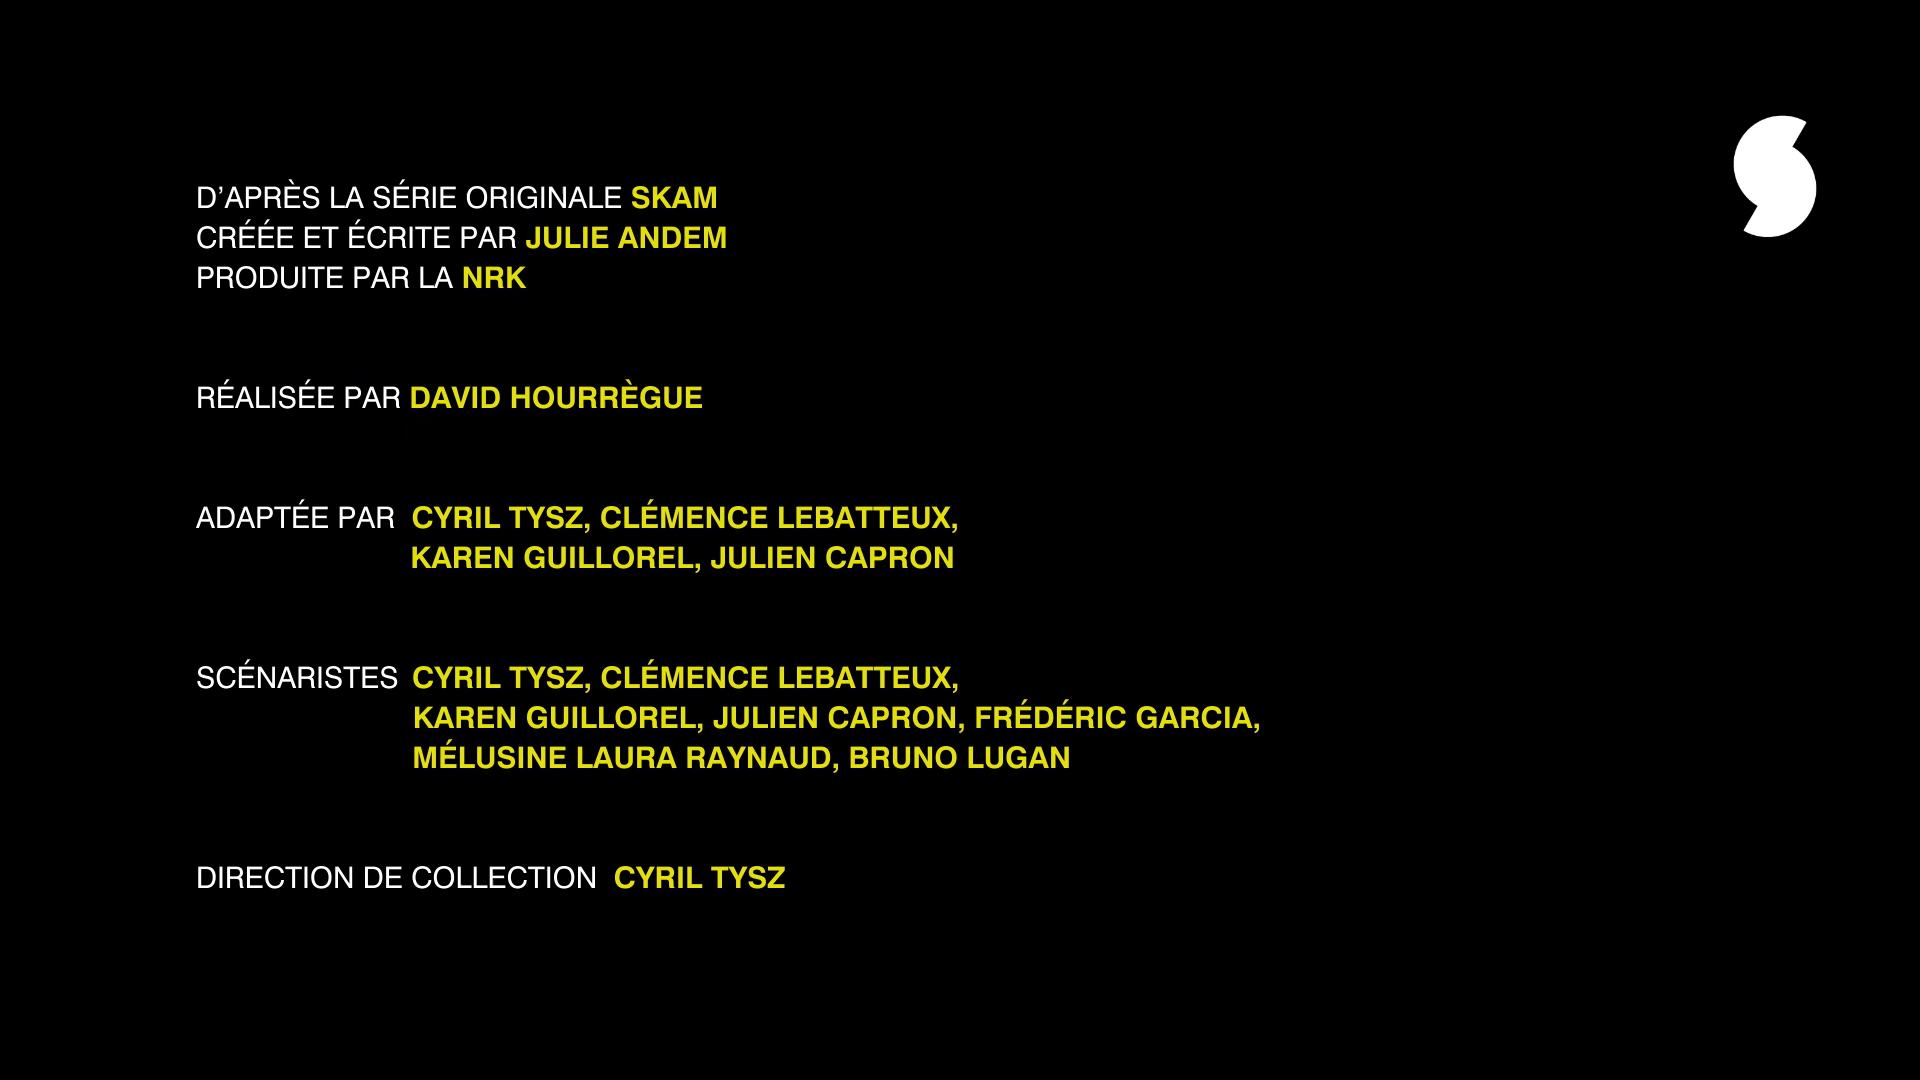 D’APRÈS LA SÉRIE ORIGINALE SKAM
CRÉÉE ET ÉCRITE PAR JULIE ANDEM
PRODUITE PAR LA NRK
RÉALISÉE PAR DAVID HOURRÈGUE
ADAPTÉE PAR CYRIL TYSZ, CLÉMENCE LEBATTEUX,
KAREN GUILLOREL, JULIEN CAPRON
SCÉNARISTES CYRIL TYSZ, CLÉMENCE LEBATTEUX,
KAREN GUILLOREL, JULIEN CAPRON, FRÉDÉRIC GARCIA,
MÉLUSINE LAURA RAYNAUD, BRUNO LUGAN
DIRECTION DE COLLECTION CYRIL TYSZ